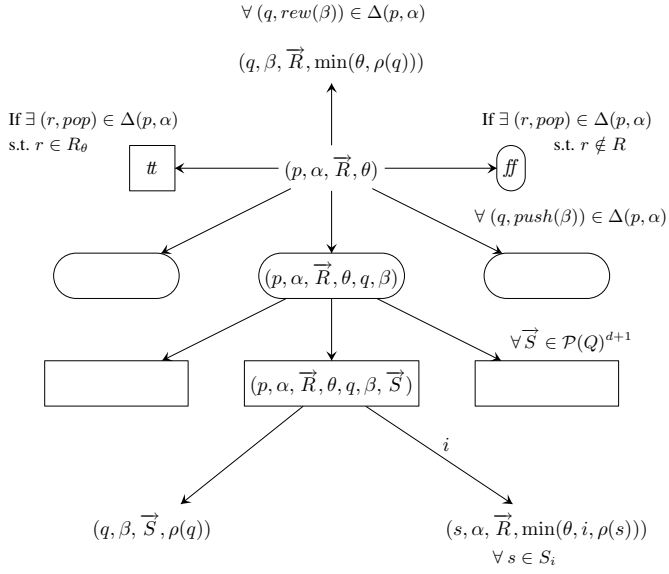 ∀ (q, rew(β)) ∈ Δ(p, α)
(q, β, R⃗, min(θ, ρ(q)))
If ∃ (r, pop) ∈ Δ(p, α)
s.t. r ∈ R_θ
If ∃ (r, pop) ∈ Δ(p, α)
s.t. r ∉ R
tt
(p, α, R⃗, θ)
ff
∀ (q, push(β)) ∈ Δ(p, α)
(p, α, R⃗, θ, q, β)
∀ S⃗ ∈ P(Q)^{d+1}
(p, α, R⃗, θ, q, β, S⃗)
i
(q, β, S⃗, ρ(q))
(s, α, R⃗, min(θ, i, ρ(s)))
∀ s ∈ S_i